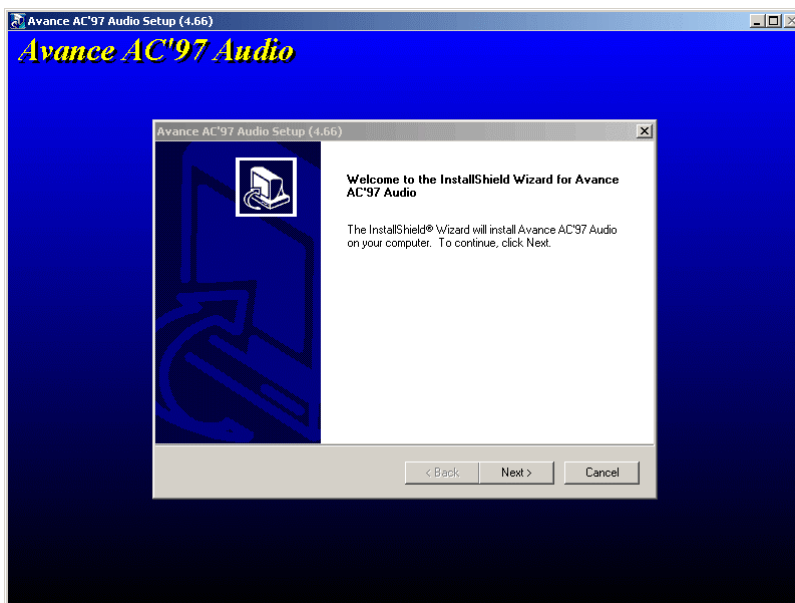 Avance AC'97 Audio Setup (4.66)
Avance AC'97 Audio
Avance AC'97 Audio Setup (4.66)
Welcome to the InstallShield Wizard for Avance
AC'97 Audio
The InstallShield® Wizard will install Avance AC'97 Audio
on your computer.  To continue, click Next.
< Back
Next >
Cancel